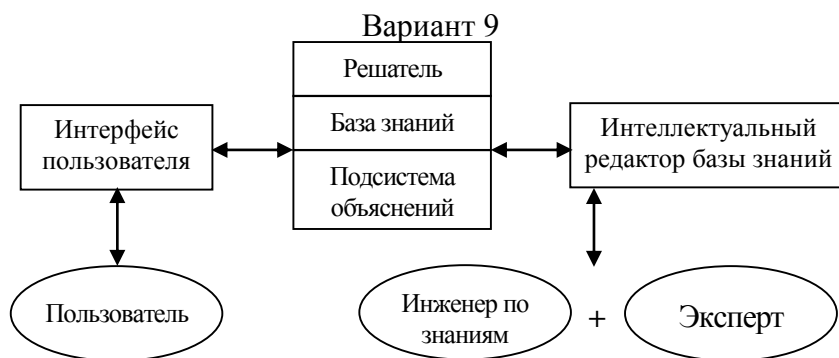 Вариант 9
Решатель
База знаний
Подсистема
объяснений
Интерфейс
пользователя
Интеллектуальный
редактор базы знаний
Пользователь
Инженер по
знаниям
+
Эксперт